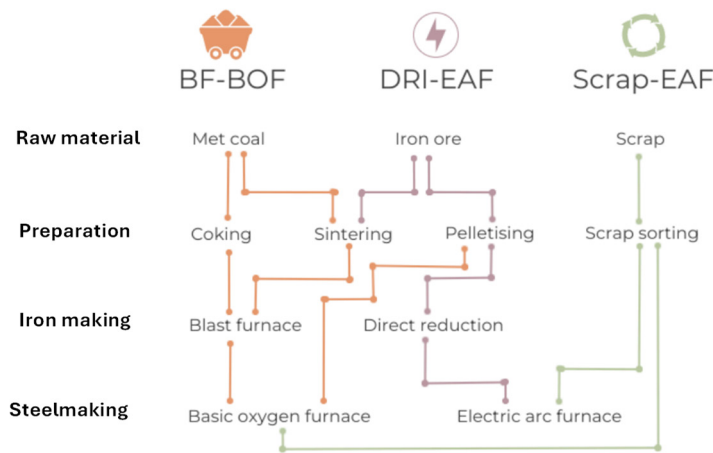 BF-BOF DRI-EAF Scrap-EAF
Raw material Met coal Iron ore Scrap
Preparation Coking Sintering Pelletising Scrap sorting
Iron making Blast furnace Direct reduction
Steelmaking Basic oxygen furnace Electric arc furnace